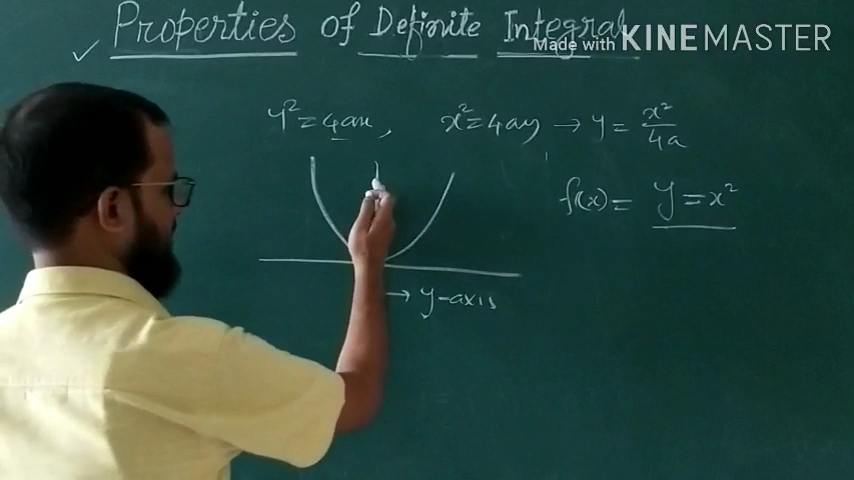 ✓ Properties of Definite Integral
Made with KINEMASTER
y² = 4ax, x² = 4ay → y = x²/4a
f(x) = y = x²
→ y-axis